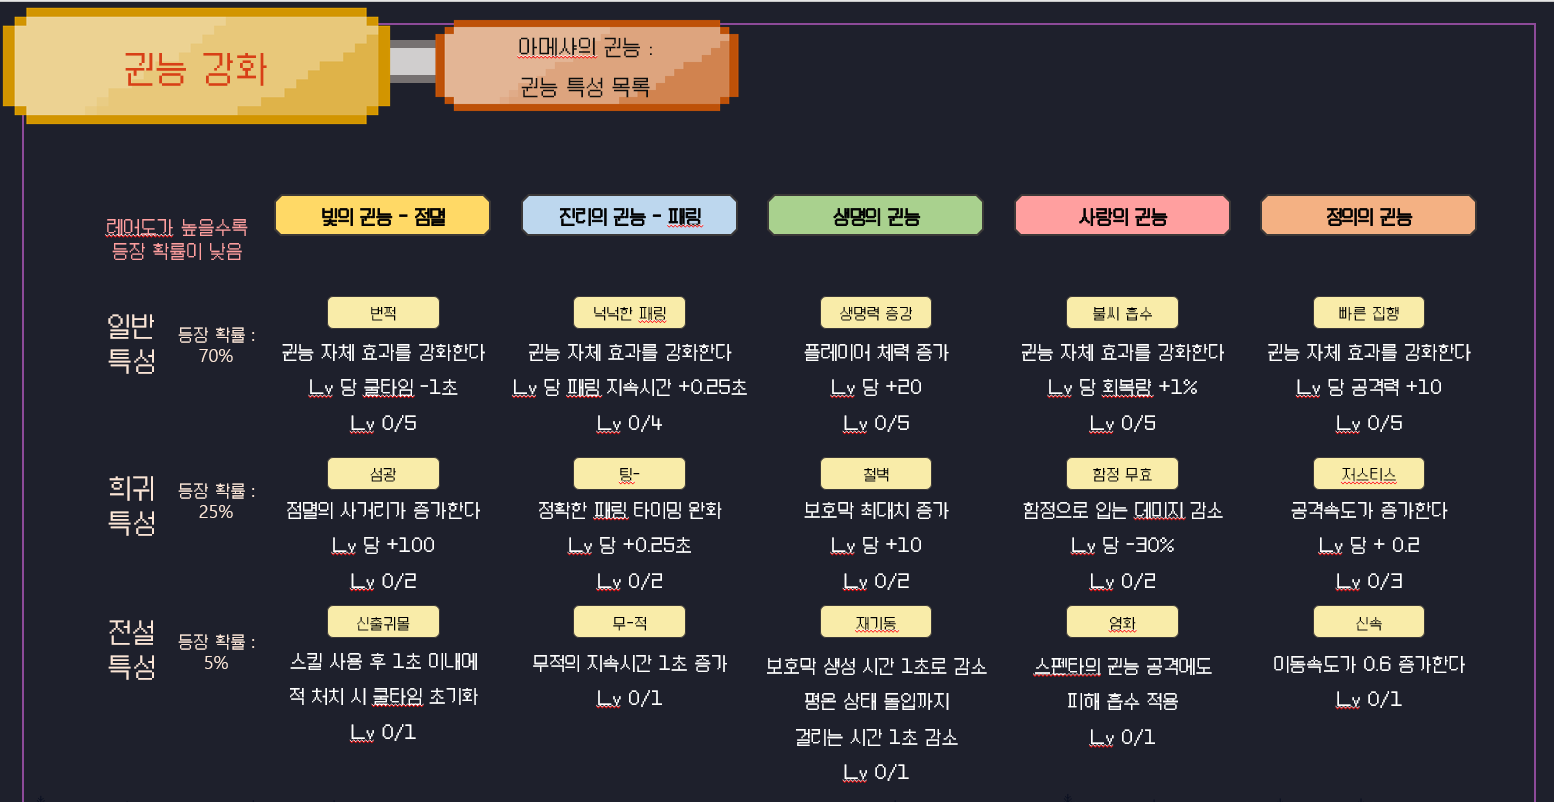 권능 강화
아메샤의 권능 :
권능 특성 목록
레어도가 높을수록
등장 확률이 낮음
빛의 권능 - 점멸
진리의 권능 - 패링
생명의 권능
사랑의 권능
정의의 권능
일반
특성
등장 확률 :
70%
번쩍
권능 자체 효과를 강화한다
Lv 당 쿨타임 -1초
Lv 0/5
넉넉한 패링
권능 자체 효과를 강화한다
Lv 당 패링 지속시간 +0.25초
Lv 0/4
생명력 증강
플레이어 체력 증가
Lv 당 +20
Lv 0/5
불씨 흡수
권능 자체 효과를 강화한다
Lv 당 회복량 +1%
Lv 0/5
빠른 집행
권능 자체 효과를 강화한다
Lv 당 공격력 +10
Lv 0/5
희귀
특성
등장 확률 :
25%
섬광
점멸의 사거리가 증가한다
Lv 당 +100
Lv 0/2
팅-
정확한 패링 타이밍 완화
Lv 당 +0.25초
Lv 0/2
철벽
보호막 최대치 증가
Lv 당 +10
Lv 0/2
함정 무효
함정으로 입는 데미지 감소
Lv 당 -30%
Lv 0/2
저스티스
공격속도가 증가한다
Lv 당 + 0.2
Lv 0/3
전설
특성
등장 확률 :
5%
신출귀몰
스킬 사용 후 1초 이내에
적 처치 시 쿨타임 초기화
Lv 0/1
무-적
무적의 지속시간 1초 증가
Lv 0/1
재기동
보호막 생성 시간 1초로 감소
평온 상태 돌입까지
걸리는 시간 1초 감소
Lv 0/1
염화
스펜타의 권능 공격에도
피해 흡수 적용
Lv 0/1
신속
이동속도가 0.6 증가한다
Lv 0/1